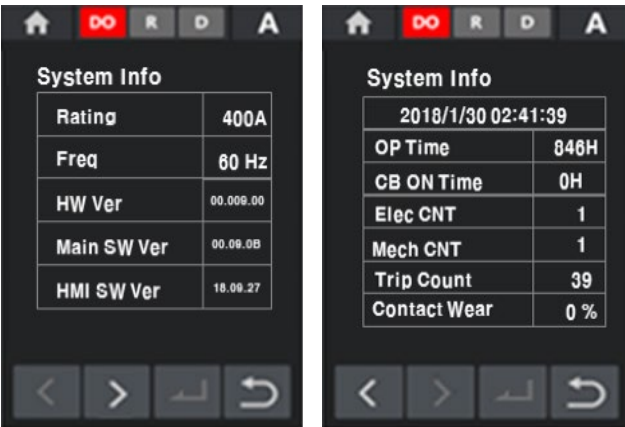 DO R D A
System Info
Rating 400A
Freq 60 Hz
HW Ver 00.009.00
Main SW Ver 00.09.0B
HMI SW Ver 18.09.27
DO R D A
System Info
2018/1/30 02:41:39
OP Time 846H
CB ON Time 0H
Elec CNT 1
Mech CNT 1
Trip Count 39
Contact Wear 0 %